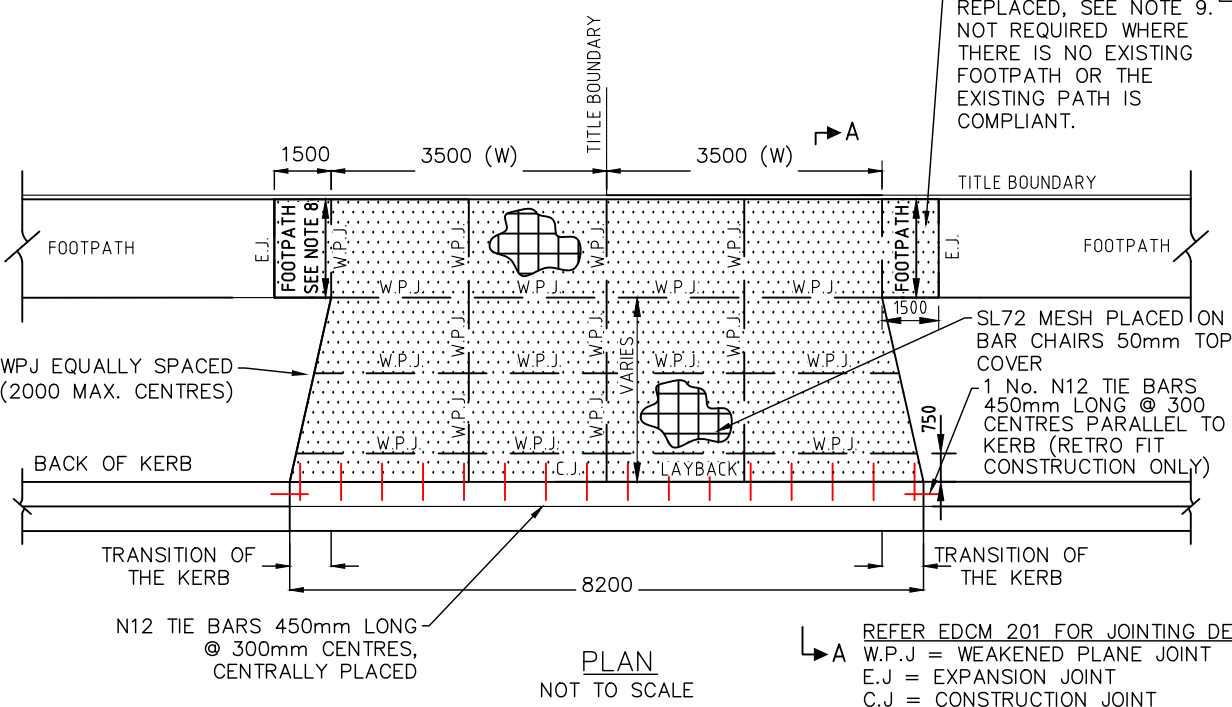 REPLACED, SEE NOTE 9.
NOT REQUIRED WHERE
THERE IS NO EXISTING
FOOTPATH OR THE
EXISTING PATH IS
COMPLIANT.
TITLE BOUNDARY
A
1500
3500 (W)
3500 (W)
TITLE BOUNDARY
FOOTPATH
E.J.
FOOTPATH
SEE NOTE 8
W.P.J.
W.P.J.
W.P.J.
W.P.J.
FOOTPATH
E.J.
FOOTPATH
W.P.J.
W.P.J.
W.P.J.
W.P.J.
1500
SL72 MESH PLACED ON
BAR CHAIRS 50mm TOP
COVER
W.P.J.
W.P.J.
W.P.J.
VARIES
WPJ EQUALLY SPACED
(2000 MAX. CENTRES)
W.P.J.
W.P.J.
W.P.J.
W.P.J.
1 No. N12 TIE BARS
450mm LONG @ 300
CENTRES PARALLEL TO
KERB (RETRO FIT
CONSTRUCTION ONLY)
750
W.P.J.
W.P.J.
W.P.J.
W.P.J.
W.P.J.
W.P.J.
BACK OF KERB
C.J.
LAYBACK
TRANSITION OF
THE KERB
TRANSITION OF
THE KERB
8200
N12 TIE BARS 450mm LONG
@ 300mm CENTRES,
CENTRALLY PLACED
PLAN
NOT TO SCALE
A
REFER EDCM 201 FOR JOINTING DE
W.P.J = WEAKENED PLANE JOINT
E.J = EXPANSION JOINT
C.J = CONSTRUCTION JOINT